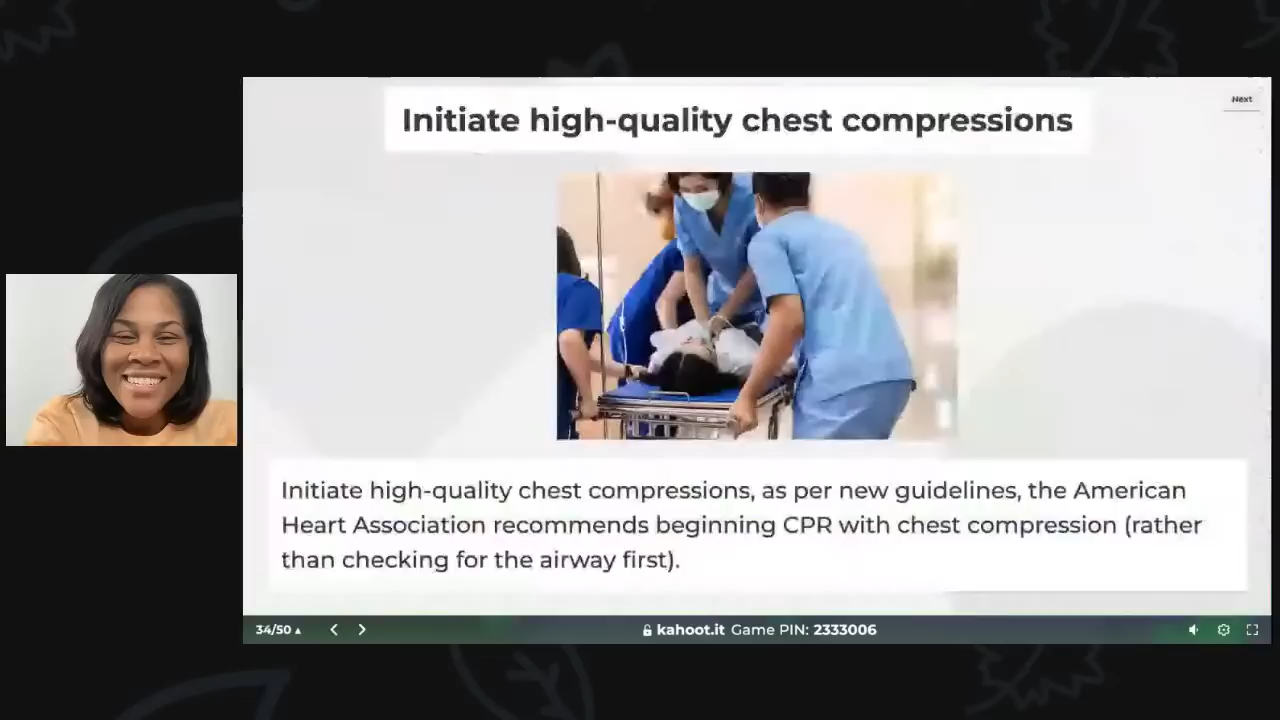 Initiate high-quality chest compressions
Next
Initiate high-quality chest compressions, as per new guidelines, the American
Heart Association recommends beginning CPR with chest compression (rather
than checking for the airway first).
34/50
kahoot.it Game PIN: 2333006